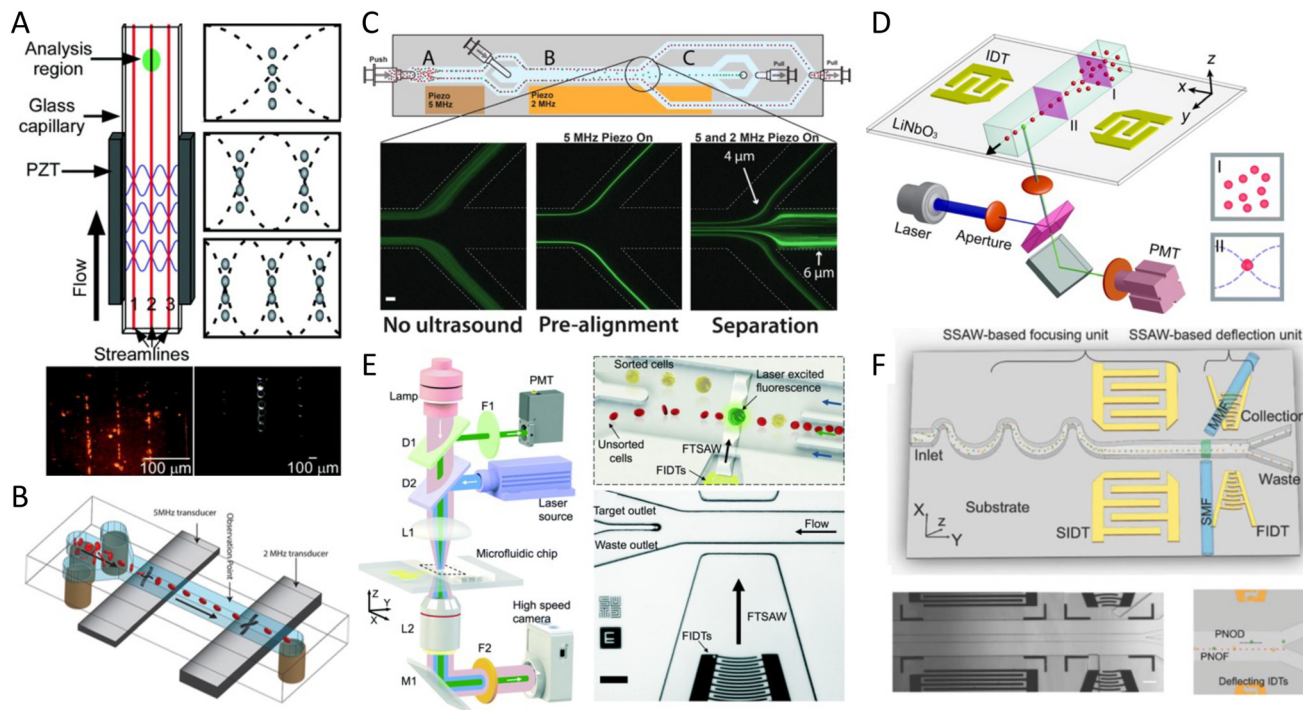 A
Analysis
region
Glass
capillary
PZT
Flow
1 2 3
Streamlines
100 µm
100 µm
B
5MHz transducer
Observation Point
2 MHz transducer
C
Push
A
B
C
Pull
Pull
Piezo
5 MHz
Piezo
2 MHz
5 MHz Piezo On
5 and 2 MHz Piezo On
4 µm
6 µm
No ultrasound
Pre-alignment
Separation
D
IDT
LiNbO₃
I
II
z
x
y
Laser
Aperture
PMT
I
II
E
Lamp
F1
PMT
D1
D2
Laser
source
L1
Microfluidic chip
Z
Y
X
L2
High speed
camera
F2
M1
Sorted cells
Laser excited
fluorescence
Unsorted
cells
FTSAW
FIDTs
Target outlet
Flow
Waste outlet
FIDTs
FTSAW
E
F
SSAW-based focusing unit
SSAW-based deflection unit
MMF
Collection
Inlet
Waste
Substrate
X
Z
Y
SIDT
SMF
FIDT
PNOD
PNOF
Deflecting IDTs